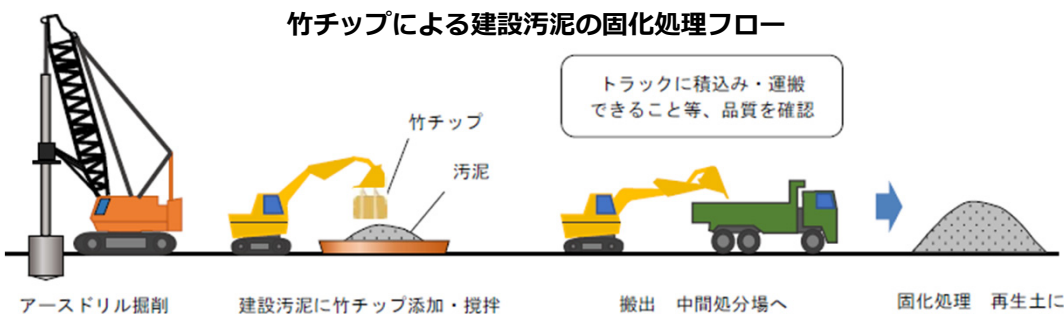 竹チップによる建設汚泥の固化処理フロー
トラックに積込み・運搬
できること等、品質を確認
竹チップ
汚泥
アースドリル掘削
建設汚泥に竹チップ添加・撹拌
搬出　中間処分場へ
固化処理　再生土に